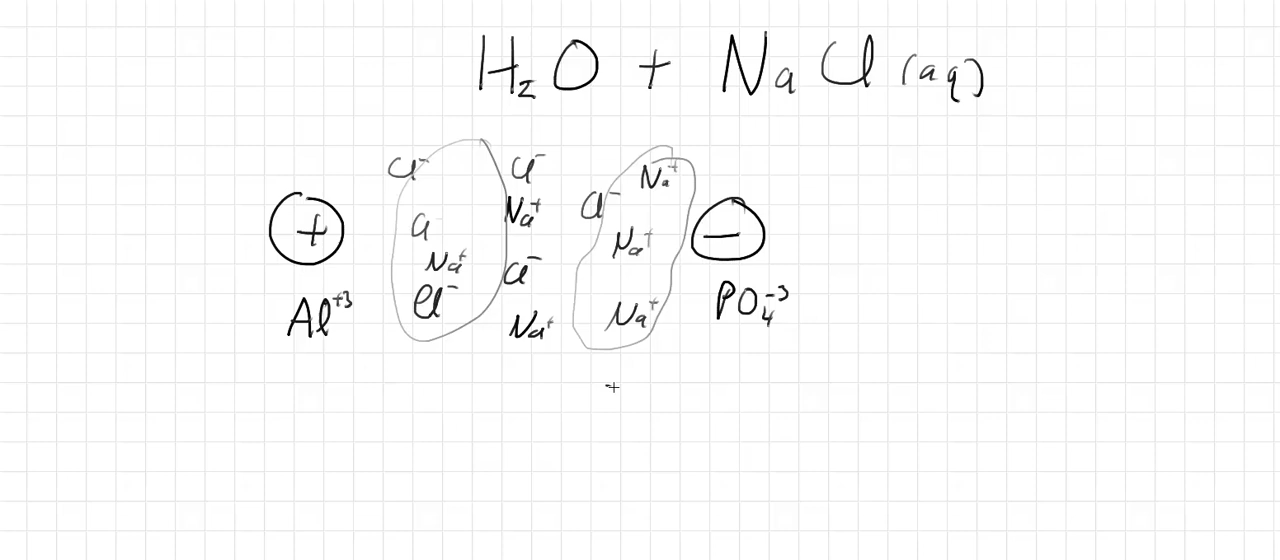 H₂O + NaCl (aq)
Cl⁻ Cl⁻ Na⁺
+ Cl Na⁺ Cl⁻ Na⁺ −
Na⁺ Cl⁻
Al⁺³ Cl⁻ Na⁺ Na⁺ PO₄⁻³